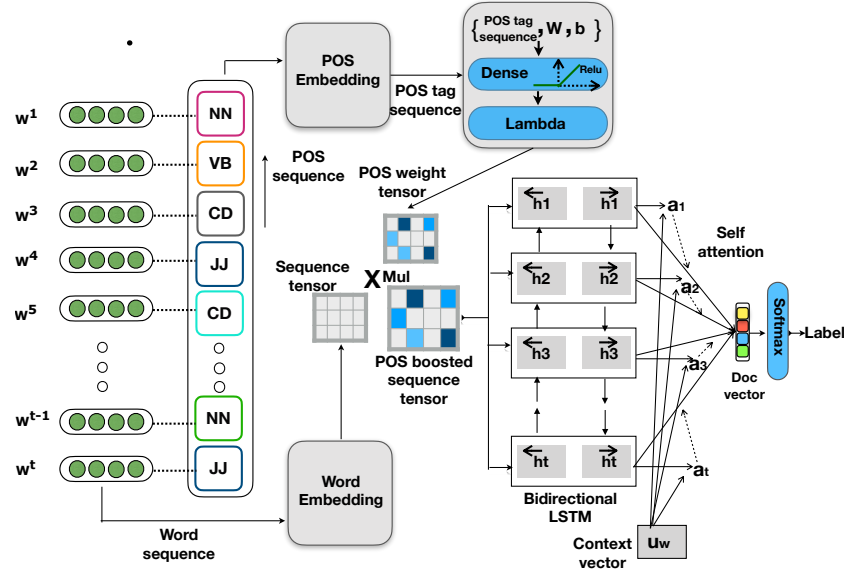 w1
w2
w3
w4
w5
wt-1
wt
NN
VB
CD
JJ
CD
NN
JJ
POS
sequence
Word
sequence
POS
Embedding
POS tag
sequence
{ POS tag
sequence , W, b }
Dense
Relu
Lambda
POS weight
tensor
Sequence
tensor
X Mul
POS boosted
sequence
tensor
Word
Embedding
h1 h1
h2 h2
h3 h3
ht ht
Bidirectional
LSTM
a1
a2
a3
at
Self
attention
Context
vector
uw
Doc
vector
Softmax
Label